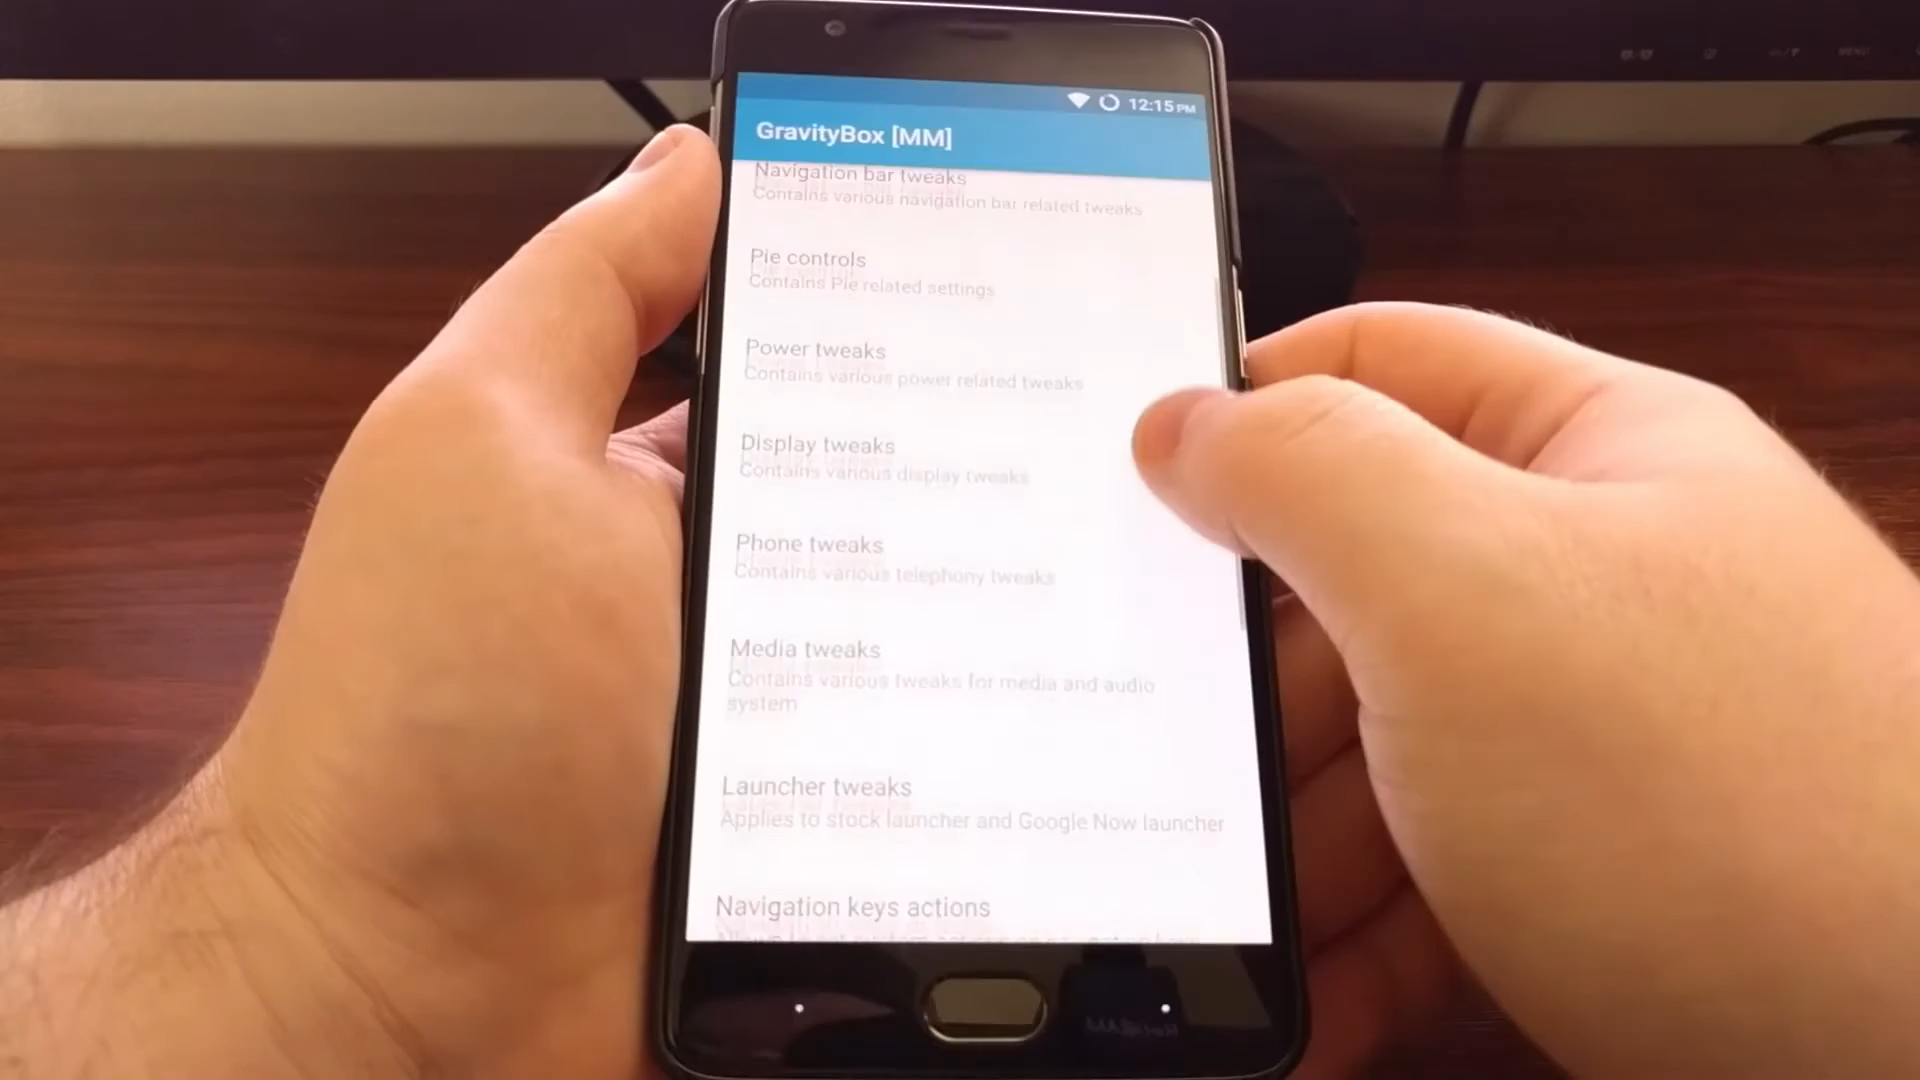 12:15 PM
GravityBox [MM]
Navigation bar tweaks
Contains various navigation bar related tweaks
Pie controls
Contains Pie related settings
Power tweaks
Contains various power related tweaks
Display tweaks
Contains various display tweaks
Phone tweaks
Contains various telephony tweaks
Media tweaks
Contains various tweaks for media and audio
system
Launcher tweaks
Applies to stock launcher and Google Now launcher
Navigation keys actions
MENU